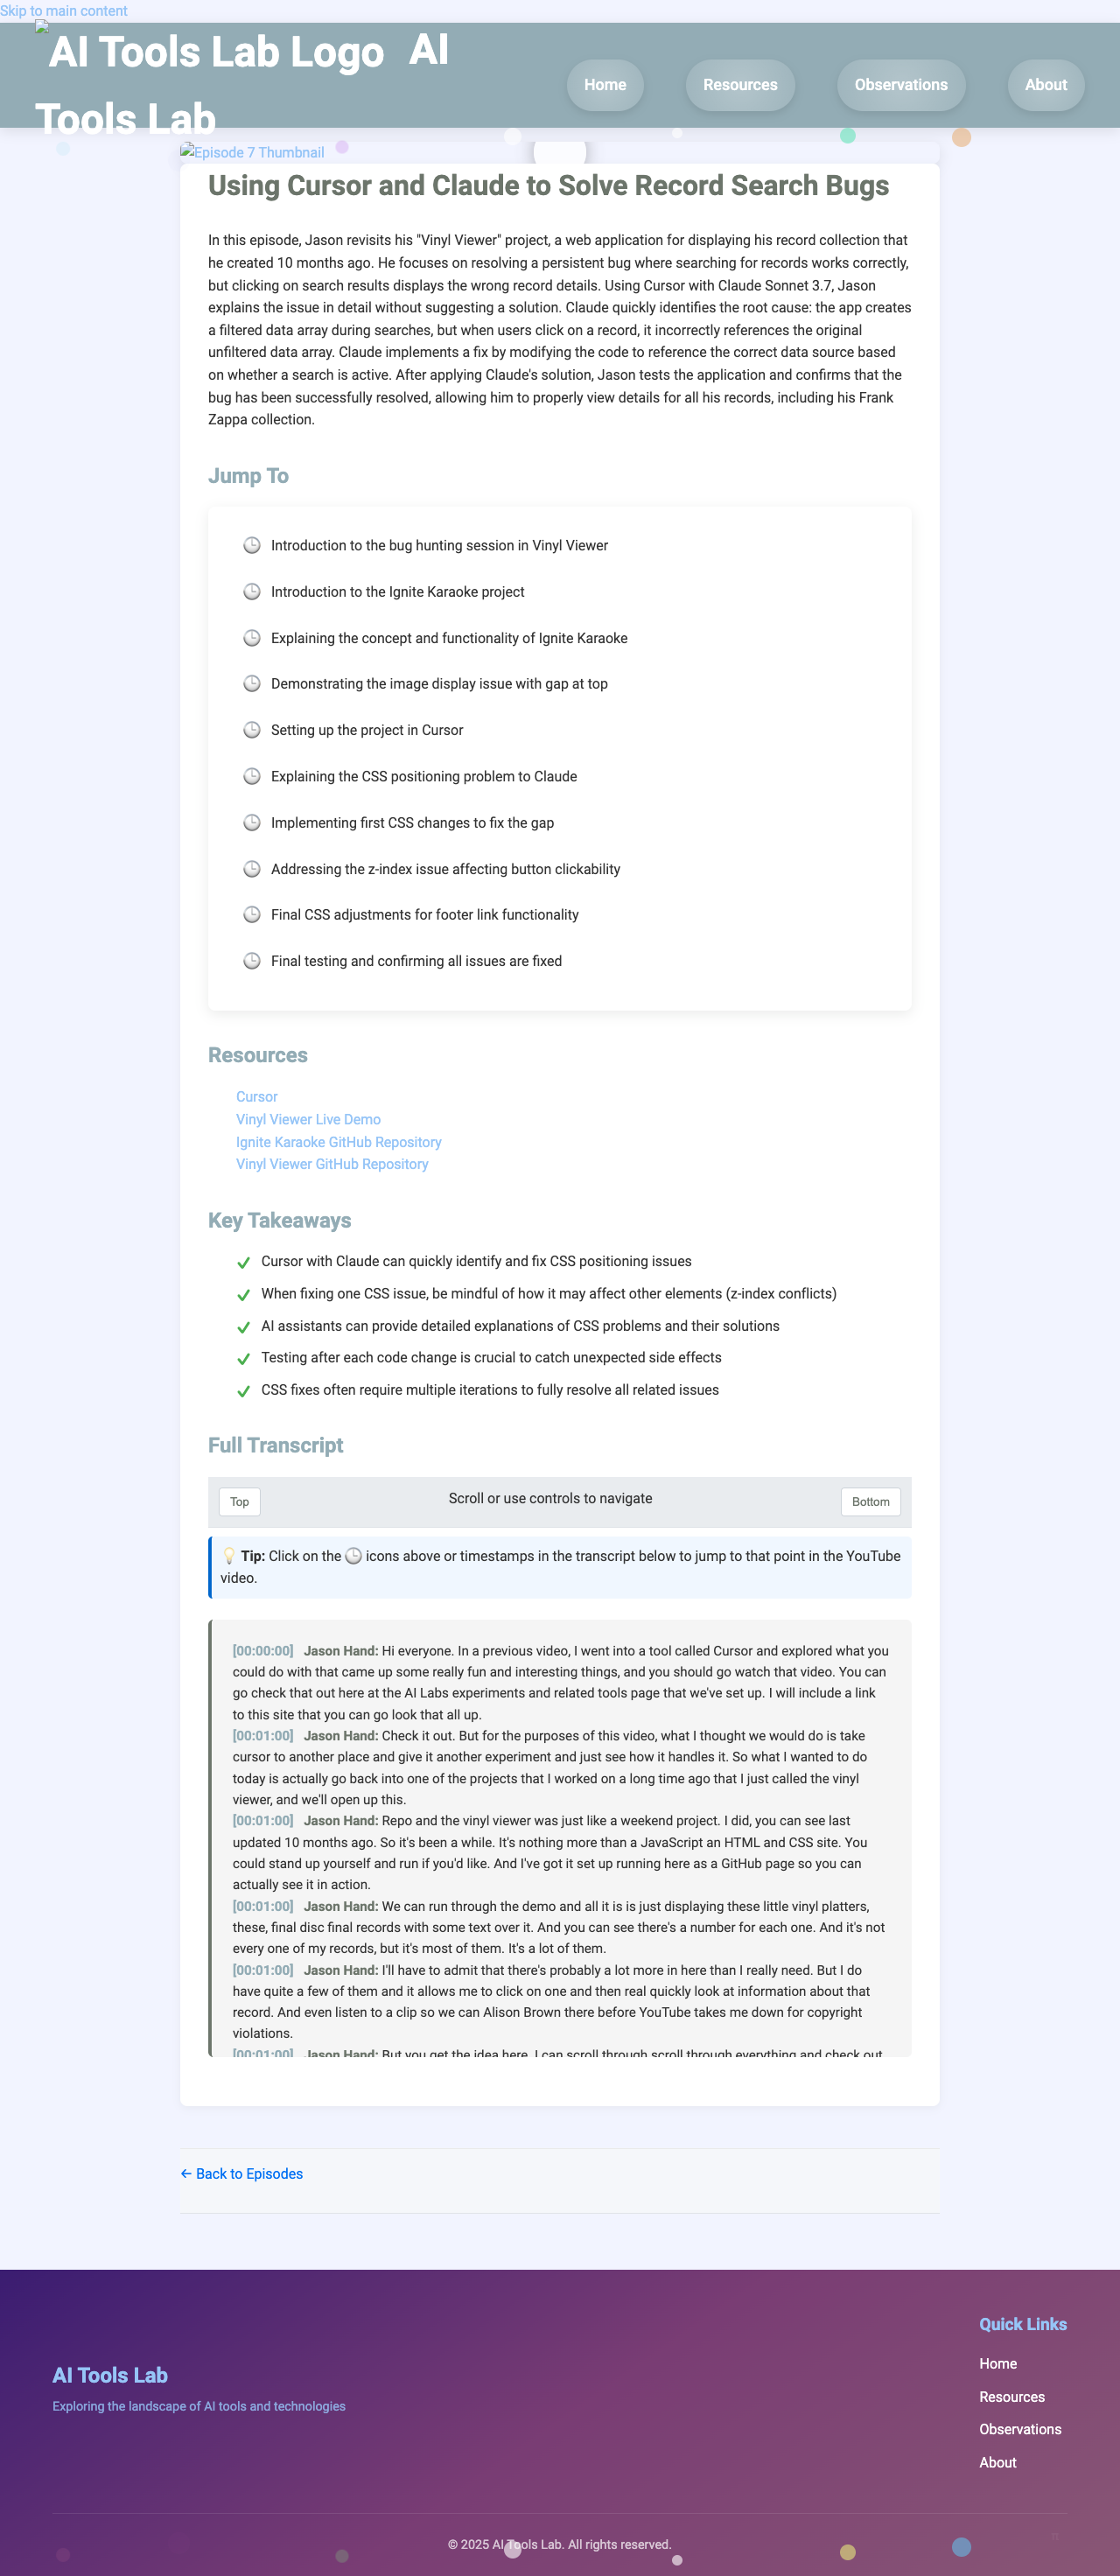 Skip to main content
AI Tools Lab Logo AI
Tools Lab
Home
Resources
Observations
About
Episode 7 Thumbnail
Using Cursor and Claude to Solve Record Search Bugs
In this episode, Jason revisits his "Vinyl Viewer" project, a web application for displaying his record collection that
he created 10 months ago. He focuses on resolving a persistent bug where searching for records works correctly,
but clicking on search results displays the wrong record details. Using Cursor with Claude Sonnet 3.7, Jason
explains the issue in detail without suggesting a solution. Claude quickly identifies the root cause: the app creates
a filtered data array during searches, but when users click on a record, it incorrectly references the original
unfiltered data array. Claude implements a fix by modifying the code to reference the correct data source based
on whether a search is active. After applying Claude's solution, Jason tests the application and confirms that the
bug has been successfully resolved, allowing him to properly view details for all his records, including his Frank
Zappa collection.
Jump To
Introduction to the bug hunting session in Vinyl Viewer
Introduction to the Ignite Karaoke project
Explaining the concept and functionality of Ignite Karaoke
Demonstrating the image display issue with gap at top
Setting up the project in Cursor
Explaining the CSS positioning problem to Claude
Implementing first CSS changes to fix the gap
Addressing the z-index issue affecting button clickability
Final CSS adjustments for footer link functionality
Final testing and confirming all issues are fixed
Resources
Cursor
Vinyl Viewer Live Demo
Ignite Karaoke GitHub Repository
Vinyl Viewer GitHub Repository
Key Takeaways
Cursor with Claude can quickly identify and fix CSS positioning issues
When fixing one CSS issue, be mindful of how it may affect other elements (z-index conflicts)
AI assistants can provide detailed explanations of CSS problems and their solutions
Testing after each code change is crucial to catch unexpected side effects
CSS fixes often require multiple iterations to fully resolve all related issues
Full Transcript
Top
Scroll or use controls to navigate
Bottom
💡 Tip: Click on the 🕒 icons above or timestamps in the transcript below to jump to that point in the YouTube
video.
[00:00:00] Jason Hand: Hi everyone. In a previous video, I went into a tool called Cursor and explored what you
could do with that came up some really fun and interesting things, and you should go watch that video. You can
go check that out here at the AI Labs experiments and related tools page that we've set up. I will include a link
to this site that you can go look that all up.
[00:01:00] Jason Hand: Check it out. But for the purposes of this video, what I thought we would do is take
cursor to another place and give it another experiment and just see how it handles it. So what I wanted to do
today is actually go back into one of the projects that I worked on a long time ago that I just called the vinyl
viewer, and we'll open up this.
[00:01:00] Jason Hand: Repo and the vinyl viewer was just like a weekend project. I did, you can see last
updated 10 months ago. So it's been a while. It's nothing more than a JavaScript an HTML and CSS site. You
could stand up yourself and run if you'd like. And I've got it set up running here as a GitHub page so you can
actually see it in action.
[00:01:00] Jason Hand: We can run through the demo and all it is is just displaying these little vinyl platters,
these, final disc final records with some text over it. And you can see there's a number for each one. And it's not
every one of my records, but it's most of them. It's a lot of them.
[00:01:00] Jason Hand: I'll have to admit that there's probably a lot more in here than I really need. But I do
have quite a few of them and it allows me to click on one and then real quickly look at information about that
record. And even listen to a clip so we can Alison Brown there before YouTube takes me down for copyright
violations.
[00:01:00] Jason Hand: But you get the idea here. I can scroll through scroll through everything and check out
← Back to Episodes
AI Tools Lab
Exploring the landscape of AI tools and technologies
Quick Links
Home
Resources
Observations
About
© 2025 AI Tools Lab. All rights reserved.